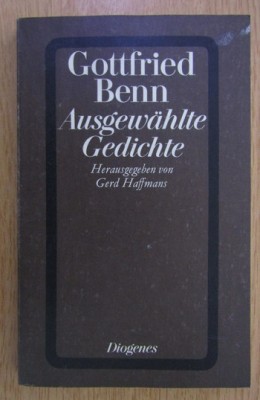 Gottfried
Benn
Ausgewählte
Gedichte
Herausgegeben von
Gerd Haffmans
Diogenes